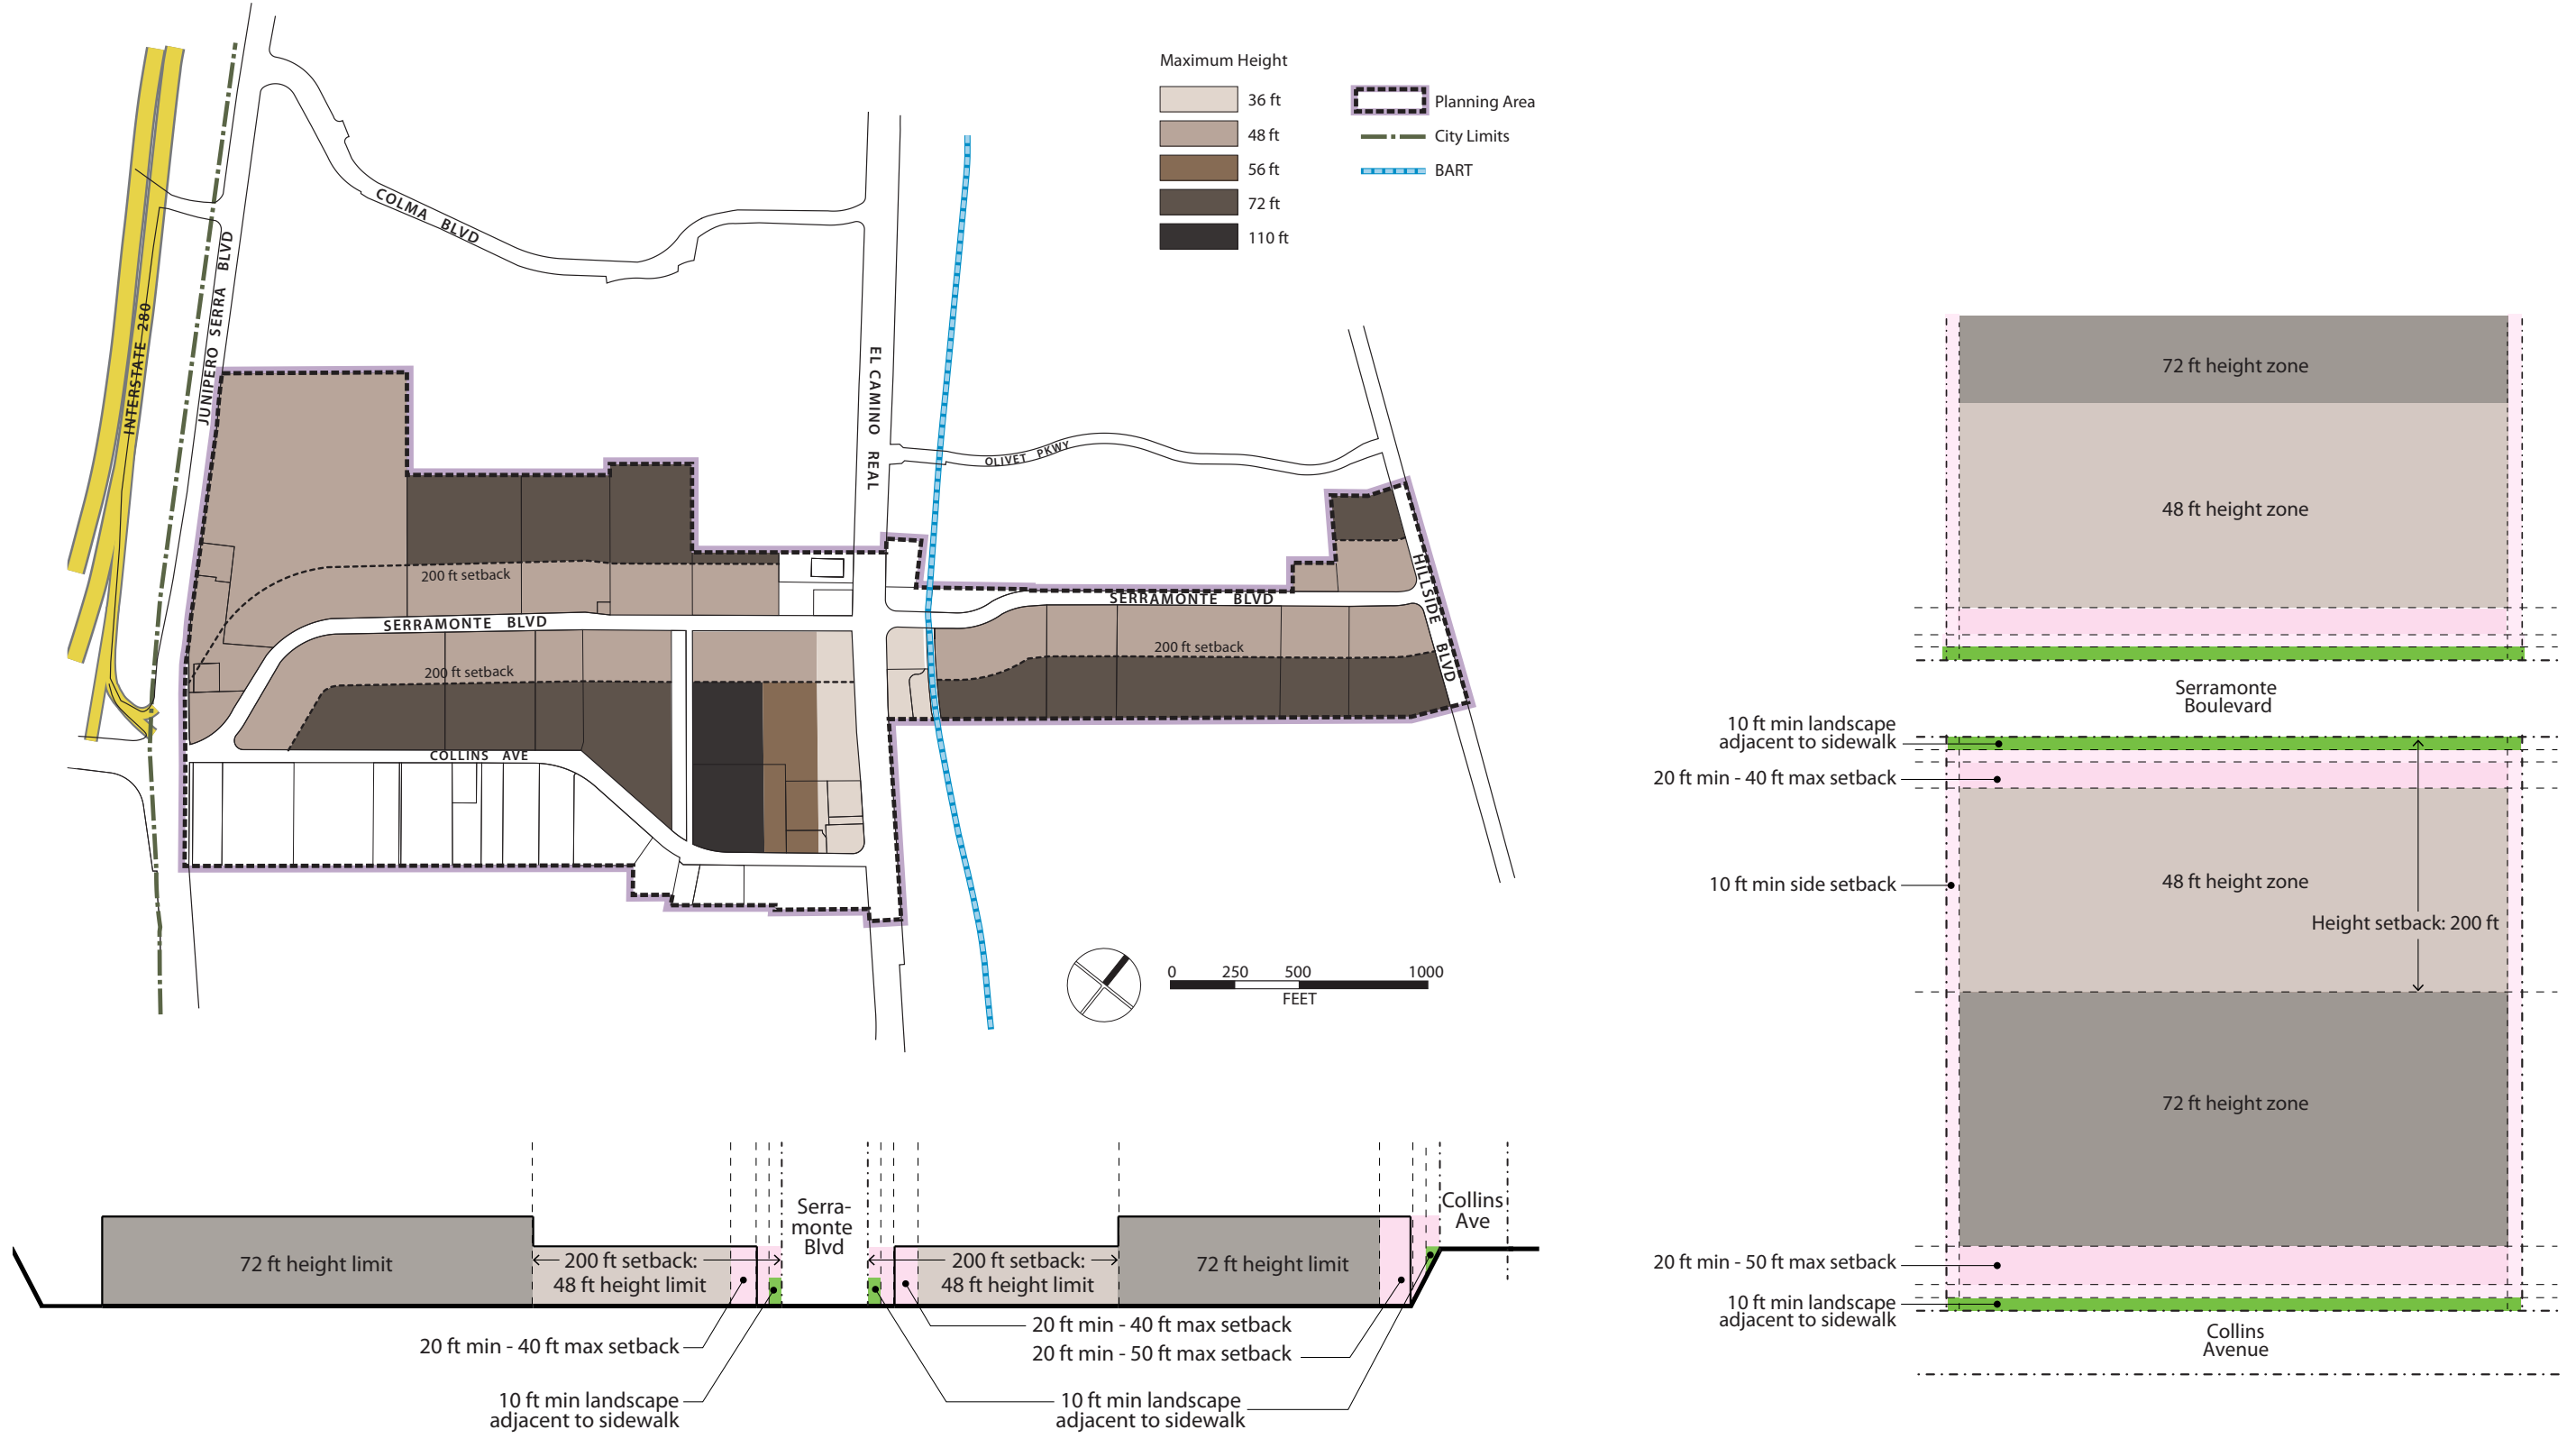 Maximum Height
36 ft
48 ft
56 ft
72 ft
110 ft
Planning Area
City Limits
BART
COLMA BLVD
INTERSTATE 280
JUNIPERO SERRA BLVD
EL CAMINO REAL
OLIVET PKWY
HILLSIDE BLVD
200 ft setback
SERRAMONTE BLVD
SERRAMONTE BLVD
200 ft setback
200 ft setback
COLLINS AVE
0 250 500 1000
FEET
72 ft height zone
48 ft height zone
Serramonte
Boulevard
10 ft min landscape
adjacent to sidewalk
20 ft min - 40 ft max setback
48 ft height zone
10 ft min side setback
Height setback: 200 ft
72 ft height zone
20 ft min - 50 ft max setback
10 ft min landscape
adjacent to sidewalk
Collins
Avenue
Serra-
monte
Blvd
Collins
Ave
72 ft height limit
200 ft setback:
48 ft height limit
200 ft setback:
48 ft height limit
72 ft height limit
20 ft min - 40 ft max setback
20 ft min - 40 ft max setback
20 ft min - 50 ft max setback
10 ft min landscape
adjacent to sidewalk
10 ft min landscape
adjacent to sidewalk